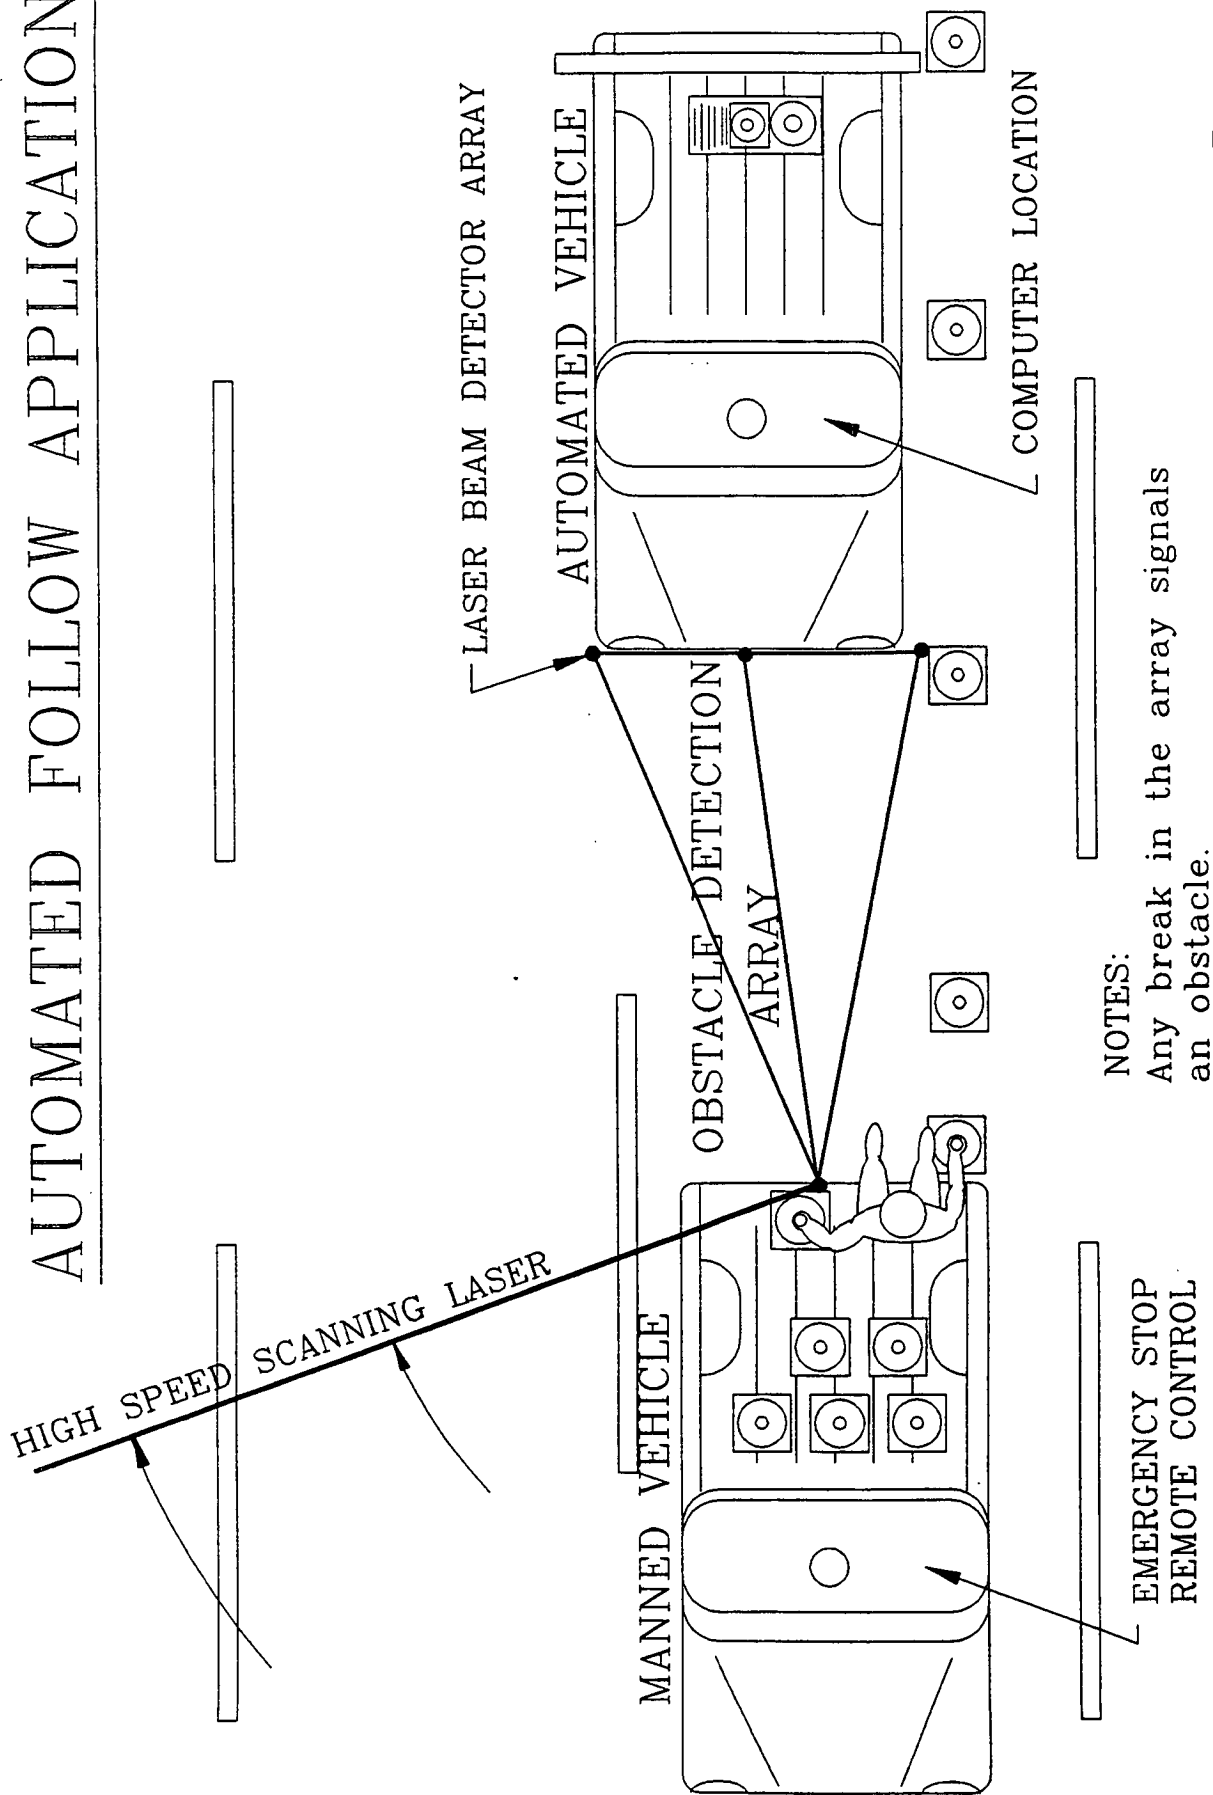 AUTOMATED FOLLOW APPLICATION
HIGH SPEED SCANNING LASER
LASER BEAM DETECTOR ARRAY
AUTOMATED VEHICLE
MANNED VEHICLE
OBSTACLE DETECTION
ARRAY
COMPUTER LOCATION
EMERGENCY STOP
REMOTE CONTROL
NOTES:
Any break in the array signals
an obstacle.